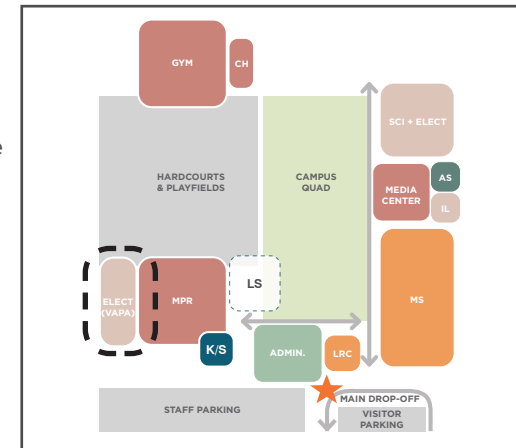 GYM
CH
SCI + ELECT
e
HARDCOURTS
& PLAYFIELDS
CAMPUS
QUAD
MEDIA
CENTER
AS
IL
LS
ELECT
(VAPA)
MPR
MS
K/S
ADMIN.
LRC
MAIN DROP-OFF
STAFF PARKING
VISITOR
PARKING